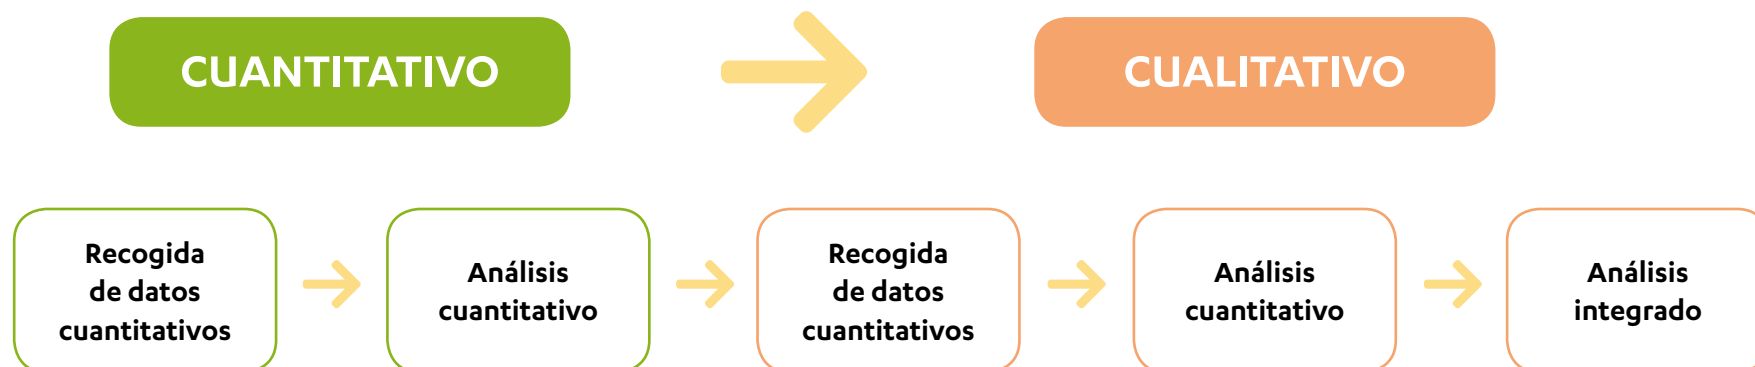 CUANTITATIVO
CUALITATIVO
Recogida
de datos
cuantitativos
Análisis
cuantitativo
Recogida
de datos
cuantitativos
Análisis
cuantitativo
Análisis
integrado